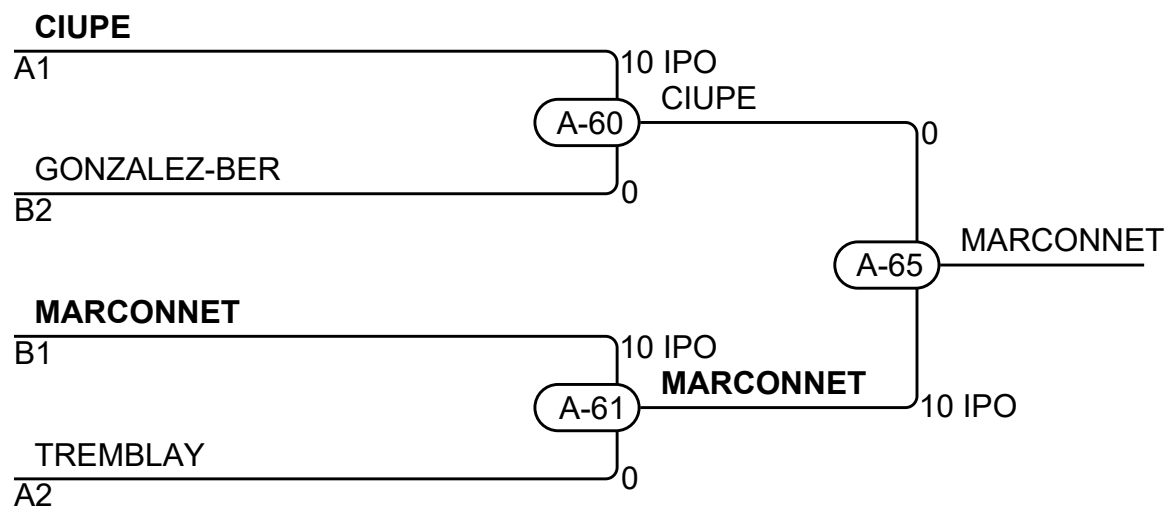 CIUPE
A1
10 IPO
CIUPE
A-60
0
GONZALEZ-BER
B2
0
MARCONNET
A-65
MARCONNET
B1
10 IPO
MARCONNET
A-61
10 IPO
TREMBLAY
A2
0